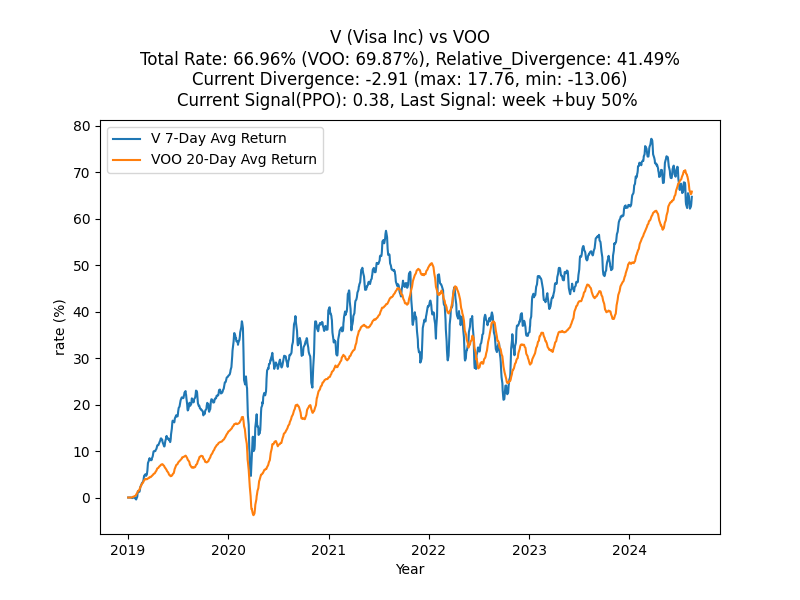 V (Visa Inc) vs VOO
Total Rate: 66.96% (VOO: 69.87%), Relative_Divergence: 41.49%
Current Divergence: -2.91 (max: 17.76, min: -13.06)
Current Signal(PPO): 0.38, Last Signal: week +buy 50%
V 7-Day Avg Return
VOO 20-Day Avg Return
80
70
60
50
40
30
20
10
0
rate (%)
2019 2020 2021 2022 2023 2024
Year